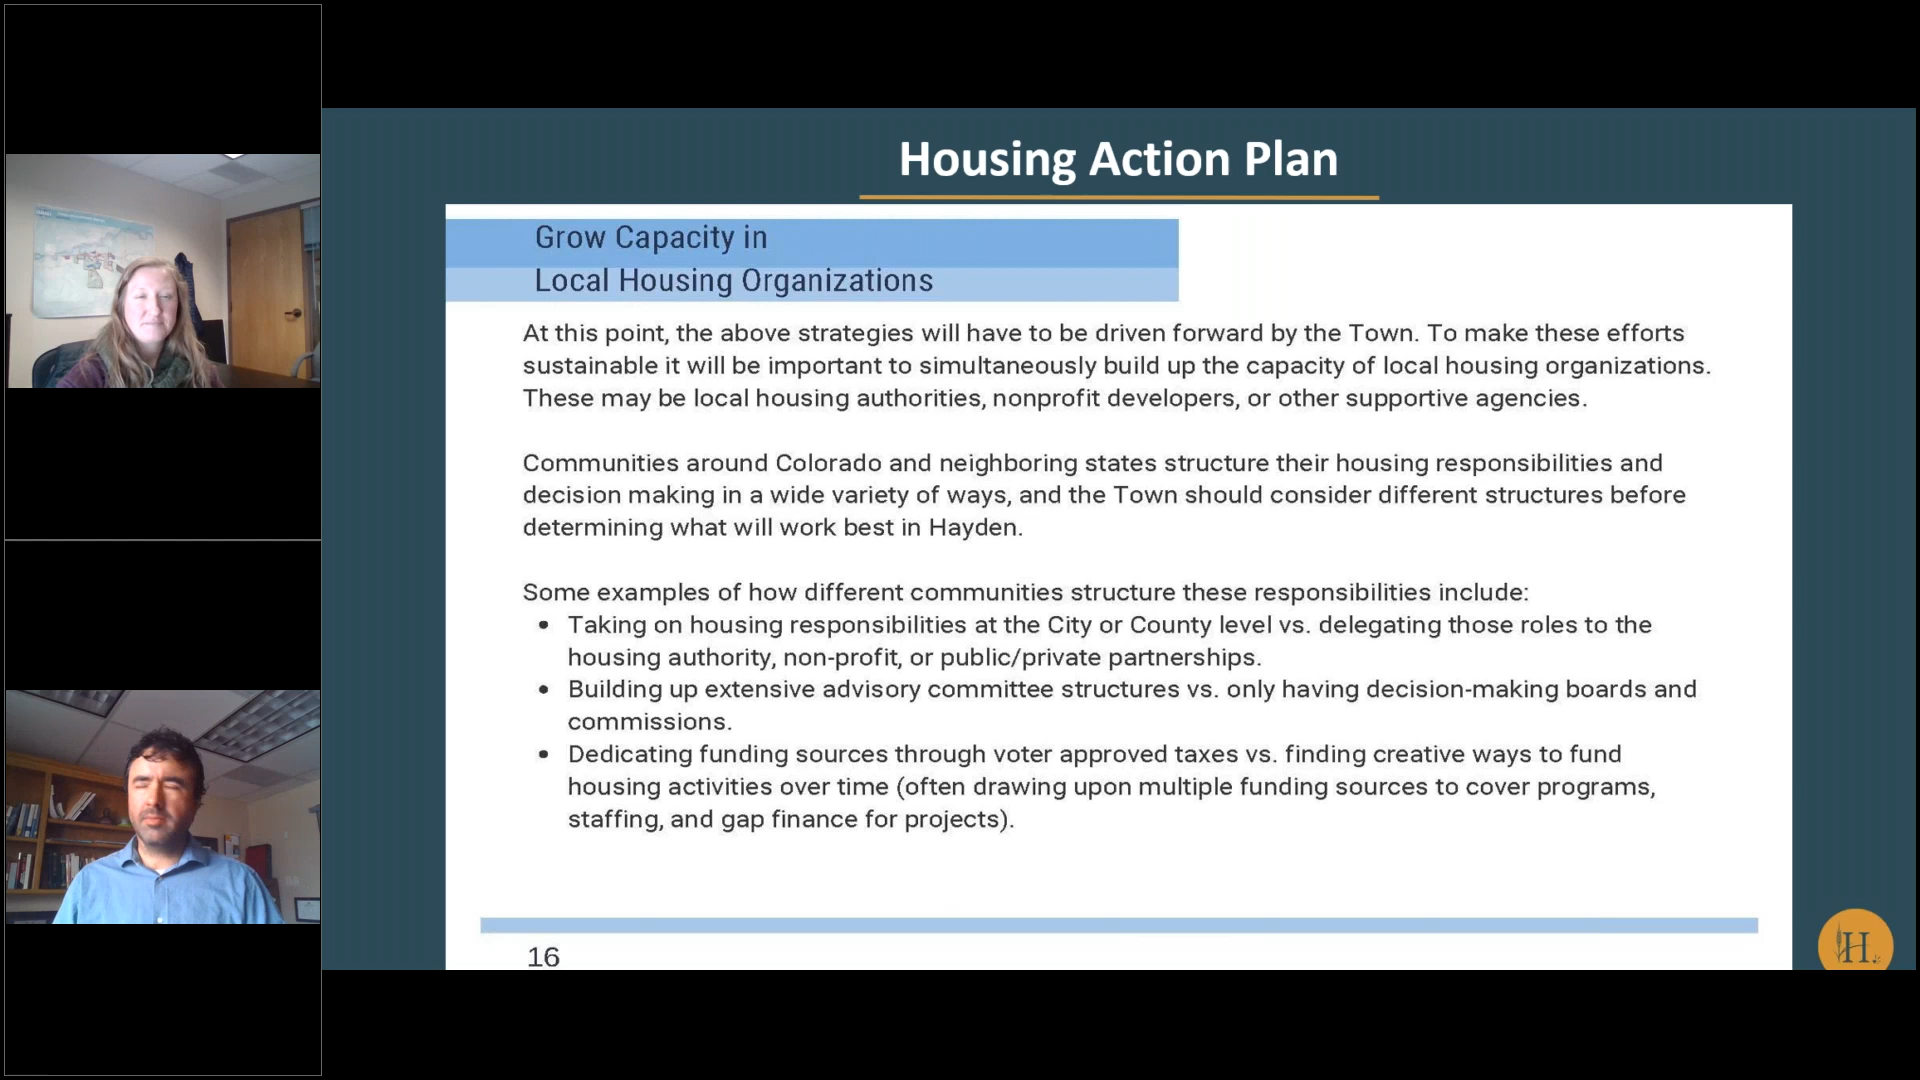 Housing Action Plan
Grow Capacity in
Local Housing Organizations
At this point, the above strategies will have to be driven forward by the Town. To make these efforts
sustainable it will be important to simultaneously build up the capacity of local housing organizations.
These may be local housing authorities, nonprofit developers, or other supportive agencies.
Communities around Colorado and neighboring states structure their housing responsibilities and
decision making in a wide variety of ways, and the Town should consider different structures before
determining what will work best in Hayden.
Some examples of how different communities structure these responsibilities include:
• Taking on housing responsibilities at the City or County level vs. delegating those roles to the
housing authority, non-profit, or public/private partnerships.
• Building up extensive advisory committee structures vs. only having decision-making boards and
commissions.
• Dedicating funding sources through voter approved taxes vs. finding creative ways to fund
housing activities over time (often drawing upon multiple funding sources to cover programs,
staffing, and gap finance for projects).
16
H.